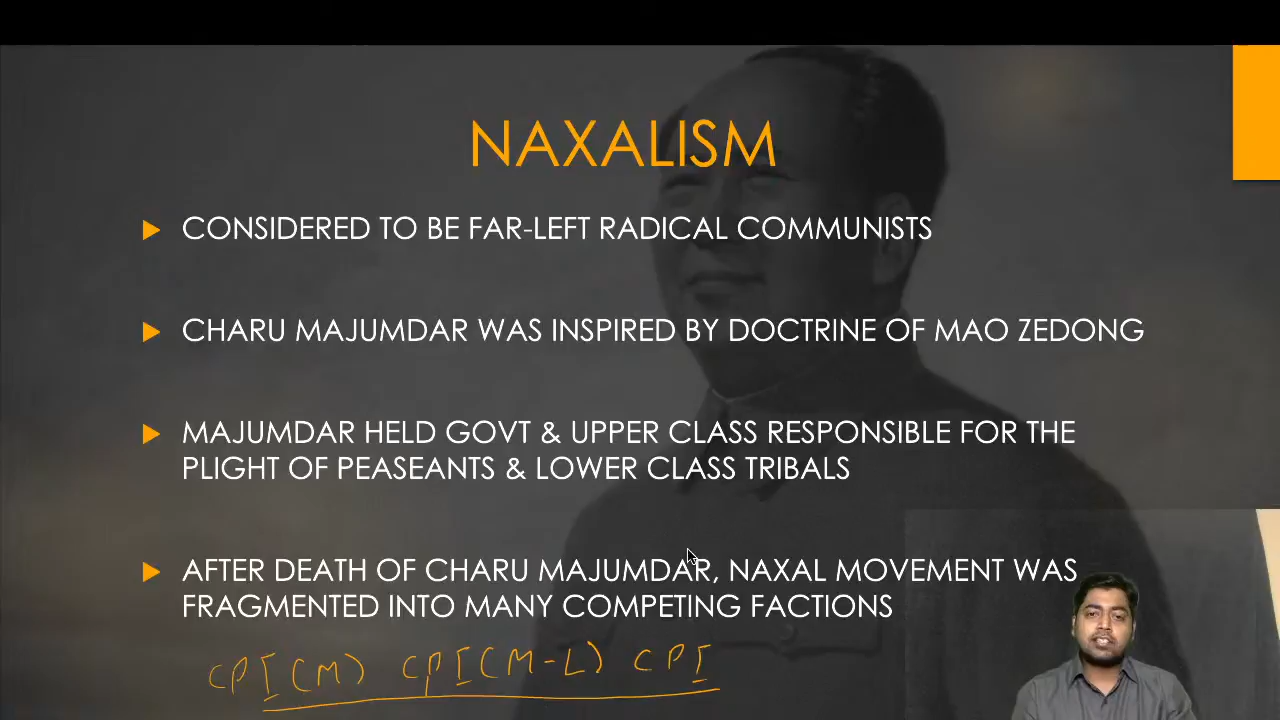 NAXALISM
CONSIDERED TO BE FAR-LEFT RADICAL COMMUNISTS
CHARU MAJUMDAR WAS INSPIRED BY DOCTRINE OF MAO ZEDONG
MAJUMDAR HELD GOVT & UPPER CLASS RESPONSIBLE FOR THE
PLIGHT OF PEASEANTS & LOWER CLASS TRIBALS
AFTER DEATH OF CHARU MAJUMDAR, NAXAL MOVEMENT WAS
FRAGMENTED INTO MANY COMPETING FACTIONS
CPI(M) CPI(M-L) CPI